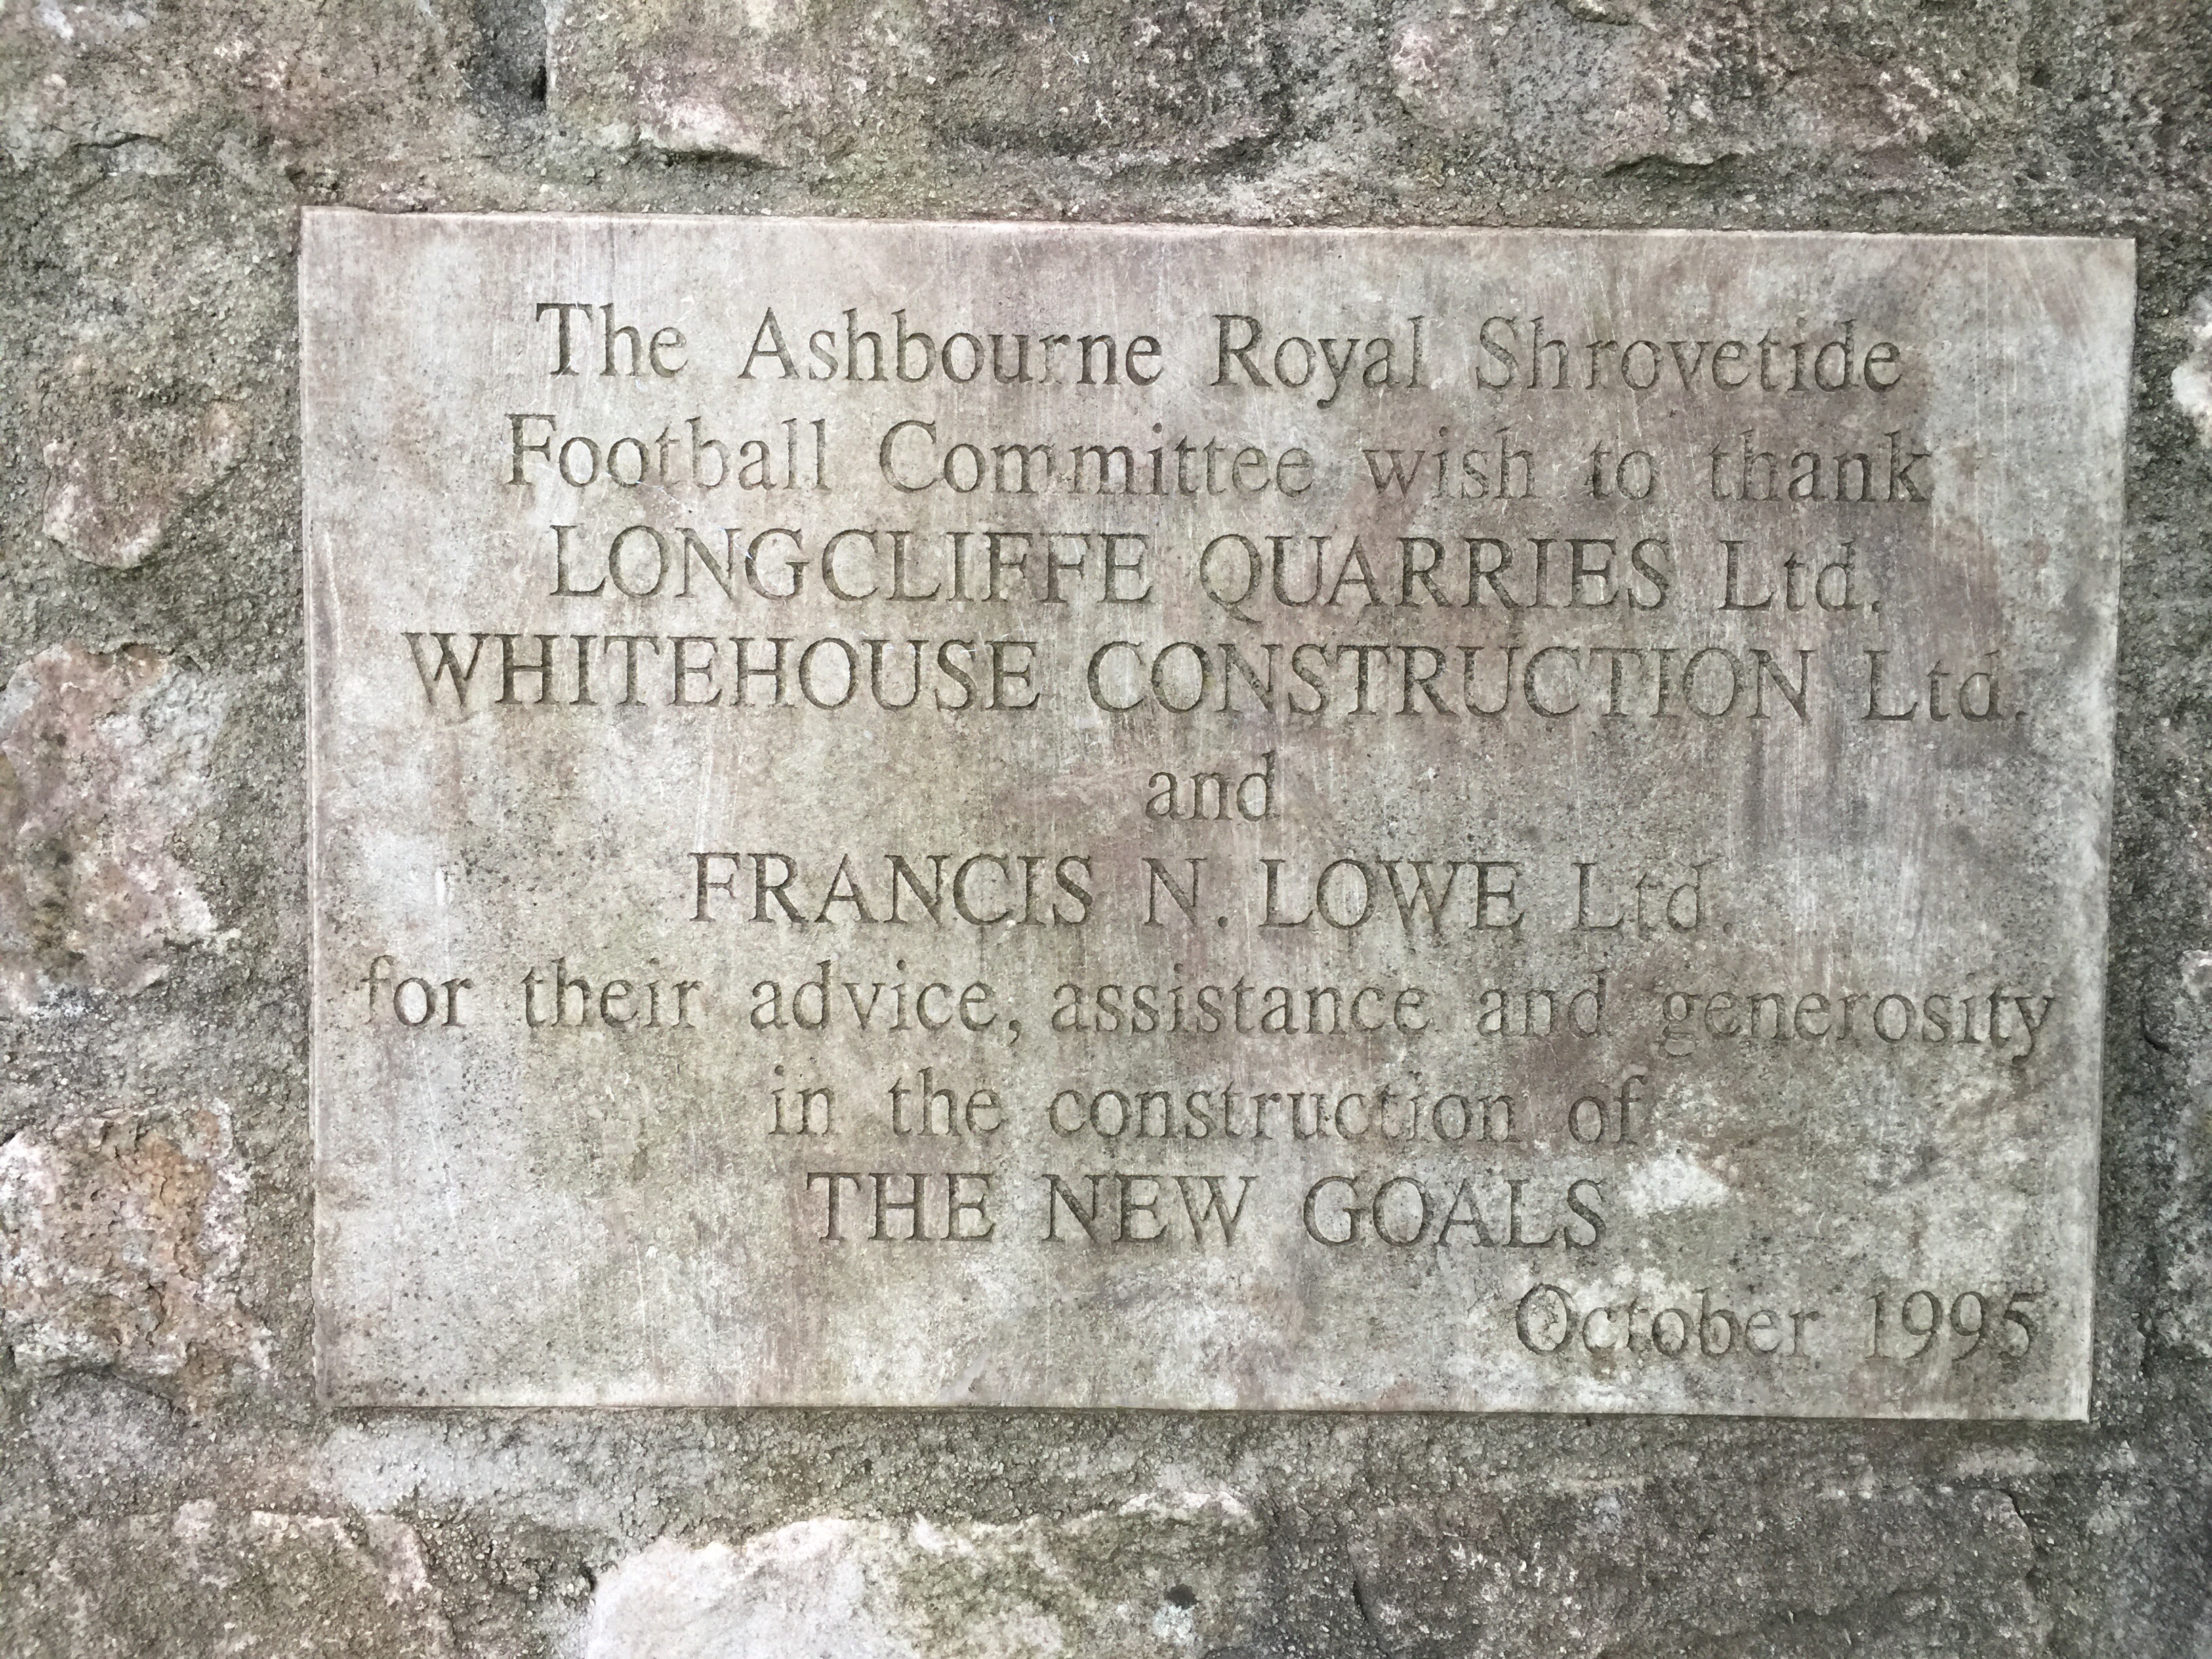 The Ashbourne Royal Shrovetide
Football Committee wish to thank
LONGCLIFFE QUARRIES Ltd.
WHITEHOUSE CONSTRUCTION Ltd.
and
FRANCIS N. LOWE Ltd.
for their advice, assistance and generosity
in the construction of
THE NEW GOALS
October 1995